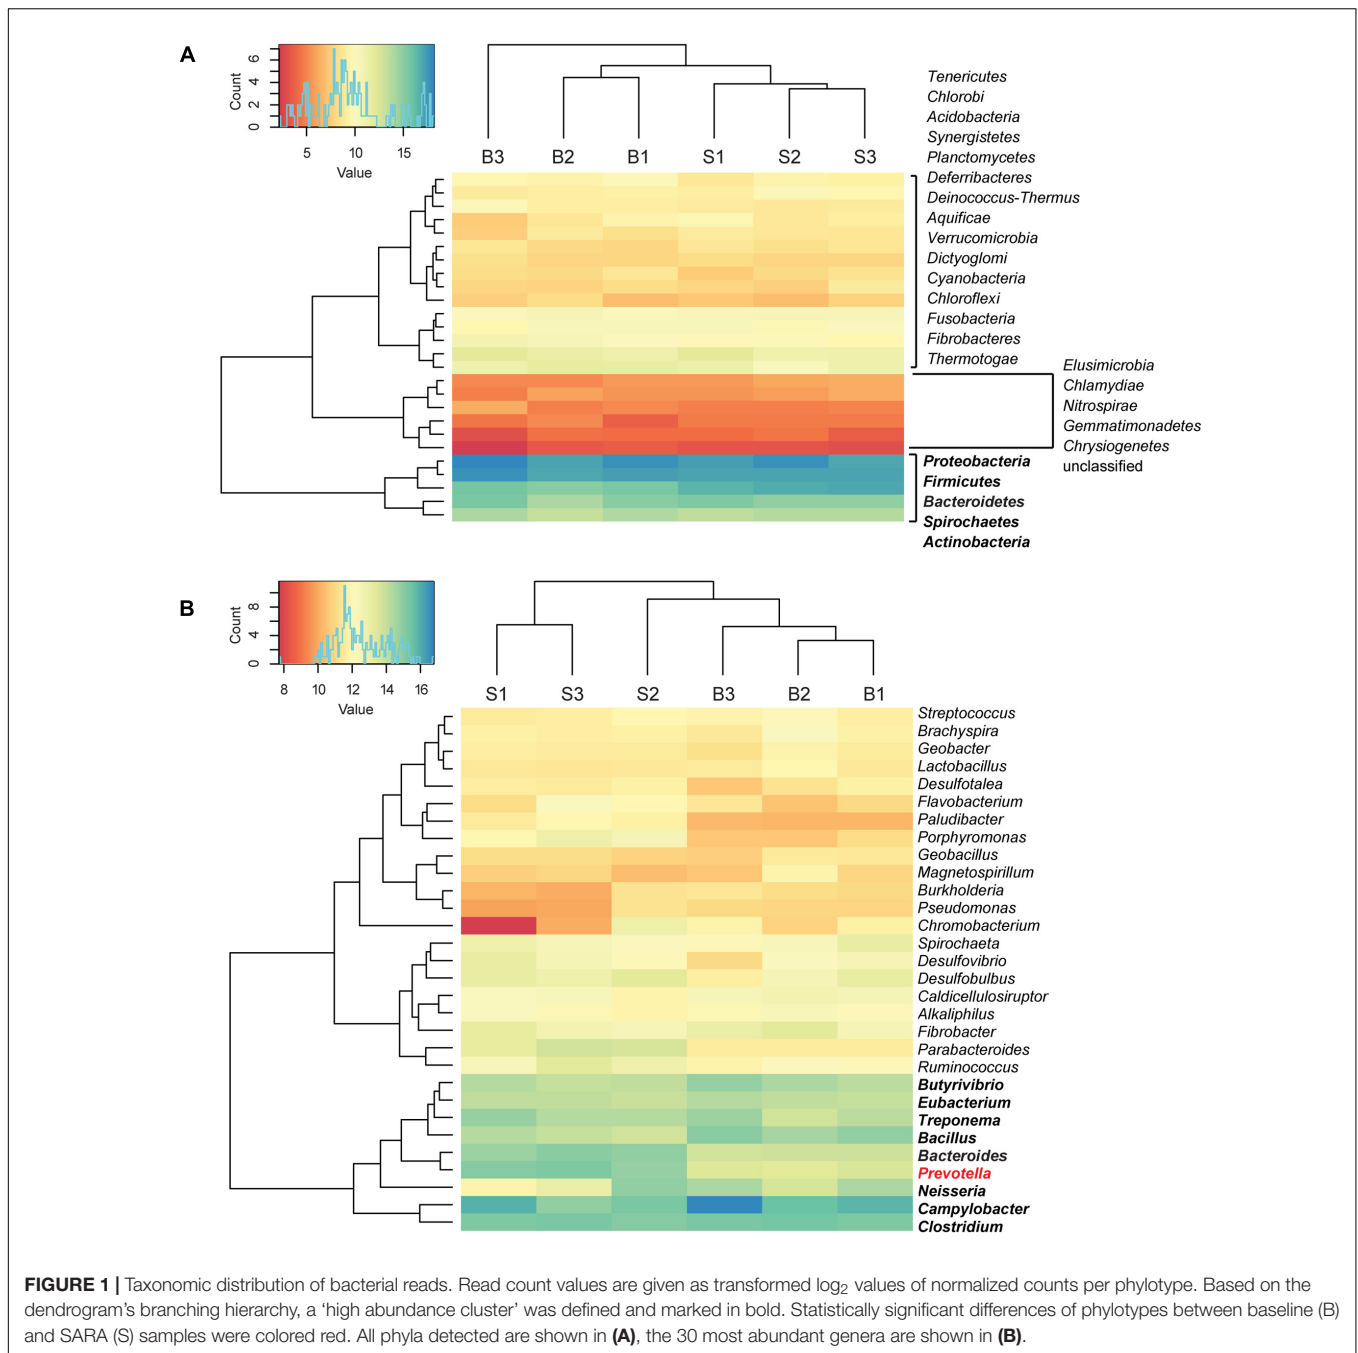 A
Count
0 2 4 6
5 10 15
Value
B3 B2 B1 S1 S2 S3
Tenericutes
Chlorobi
Acidobacteria
Synergistetes
Planctomycetes
Deferribacteres
Deinococcus-Thermus
Aquificae
Verrucomicrobia
Dictyoglomi
Cyanobacteria
Chloroflexi
Fusobacteria
Fibrobacteres
Thermotogae
Elusimicrobia
Chlamydiae
Nitrospirae
Gemmatimonadetes
Chrysiogenetes
unclassified
Proteobacteria
Firmicutes
Bacteroidetes
Spirochaetes
Actinobacteria
B
Count
0 4 8
8 10 12 14 16
Value
S1 S3 S2 B3 B2 B1
Streptococcus
Brachyspira
Geobacter
Lactobacillus
Desulfotalea
Flavobacterium
Paludibacter
Porphyromonas
Geobacillus
Magnetospirillum
Burkholderia
Pseudomonas
Chromobacterium
Spirochaeta
Desulfovibrio
Desulfobulbus
Caldicellulosiruptor
Alkaliphilus
Fibrobacter
Parabacteroides
Ruminococcus
Butyrivibrio
Eubacterium
Treponema
Bacillus
Bacteroides
Prevotella
Neisseria
Campylobacter
Clostridium
FIGURE 1 | Taxonomic distribution of bacterial reads. Read count values are given as transformed log2 values of normalized counts per phylotype. Based on the
dendrogram's branching hierarchy, a 'high abundance cluster' was defined and marked in bold. Statistically significant differences of phylotypes between baseline (B)
and SARA (S) samples were colored red. All phyla detected are shown in (A), the 30 most abundant genera are shown in (B).